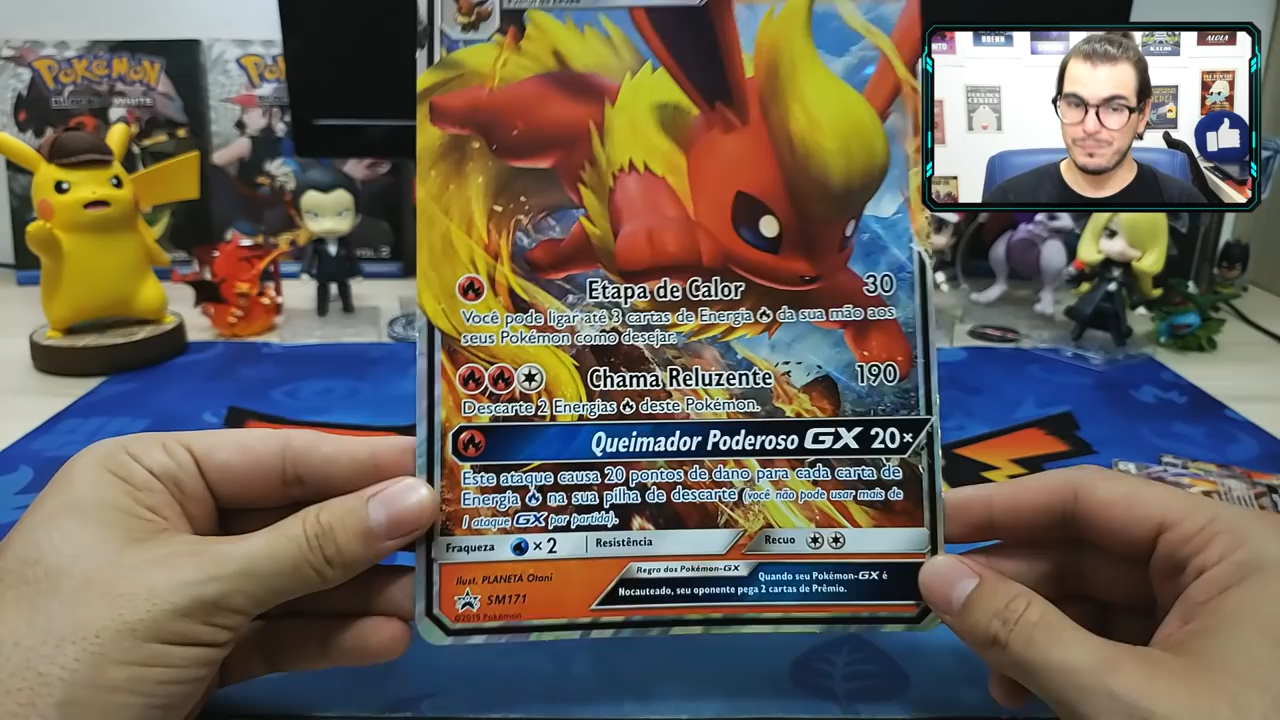 POKéMON
BLACK WHITE
Etapa de Calor 30
Você pode ligar até 3 cartas de Energia da sua mão aos
seus Pokémon como desejar.
Chama Reluzente 190
Descarte 2 Energias deste Pokémon.
Queimador Poderoso GX 20×
Este ataque causa 20 pontos de dano para cada carta de
Energia na sua pilha de descarte (você não pode usar mais de
1 ataque GX por partida).
Fraqueza ×2 Resistência Recuo
Regra dos Pokémon-GX
Quando seu Pokémon-GX é
Nocauteado, seu oponente pega 2 cartas de Prêmio.
Ilust. PLANETA Otani
SM171
©2019 Pokémon
KALOS
ALOLA